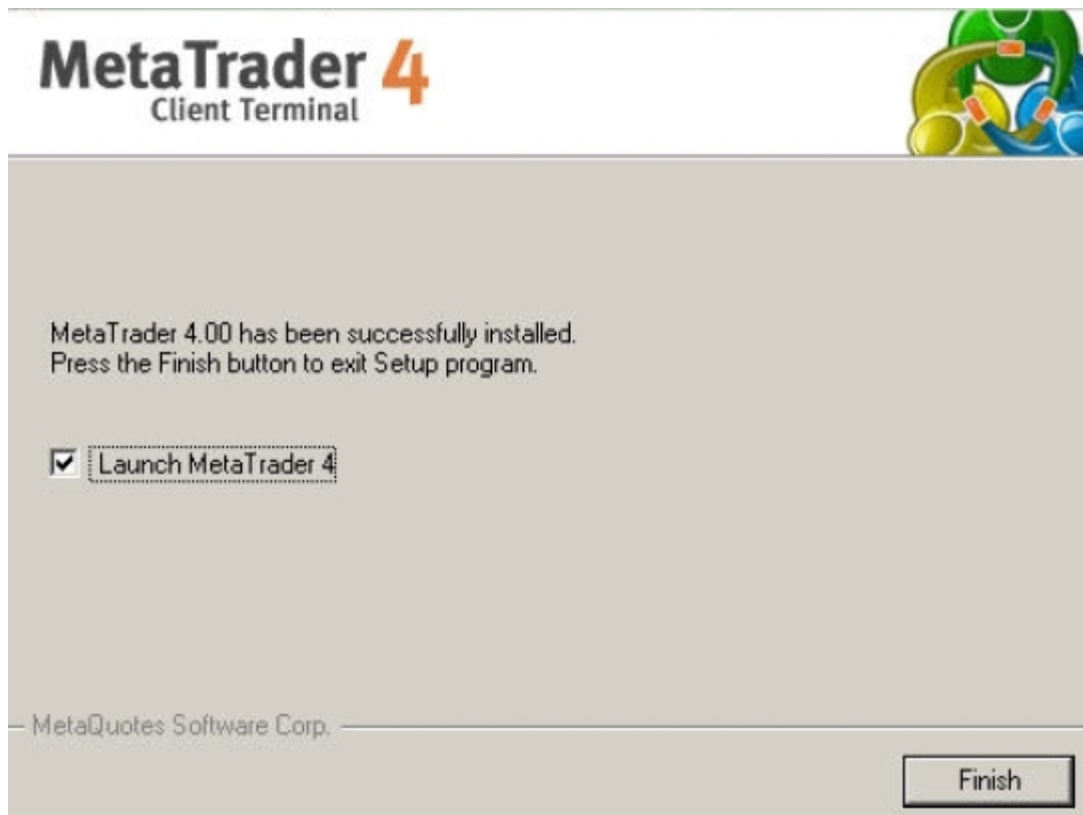 MetaTrader 4
Client Terminal
MetaTrader 4.00 has been successfully installed.
Press the Finish button to exit Setup program.
Launch MetaTrader 4
MetaQuotes Software Corp.
Finish